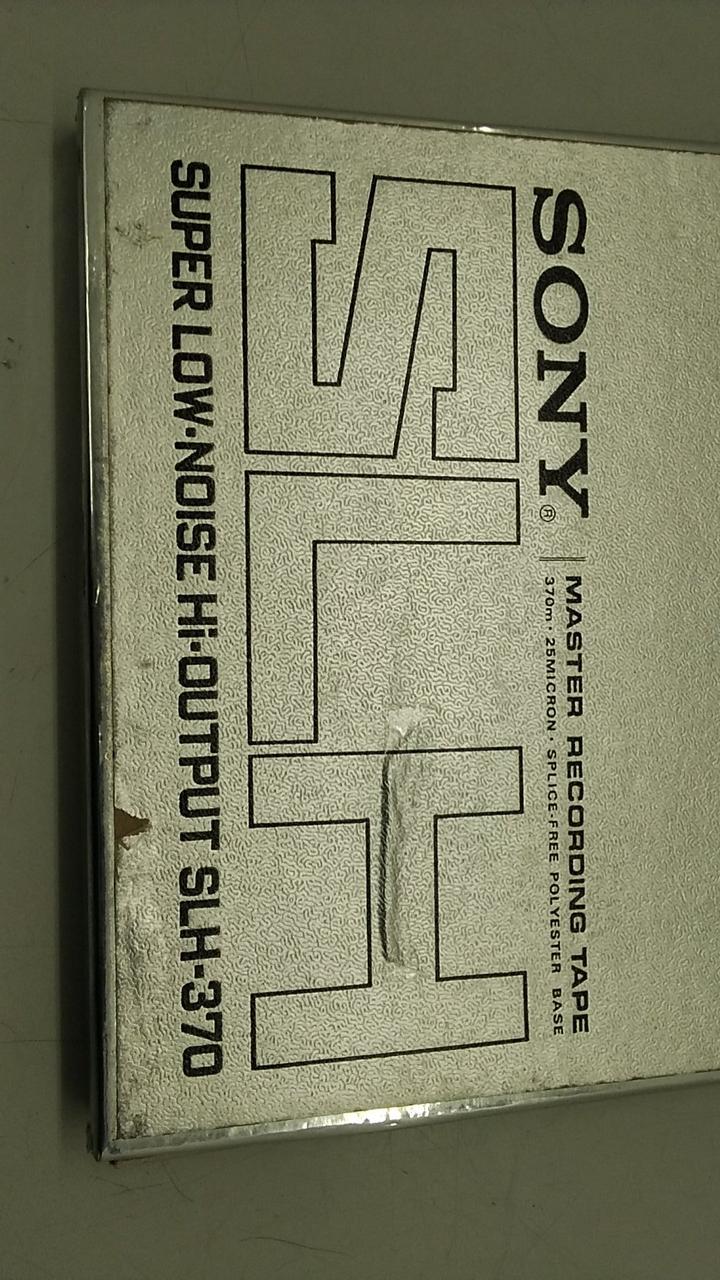 SONY®
MASTER RECORDING TAPE
370m · 25MICRON · SPLICE-FREE POLYESTER BASE
SLH
SUPER LOW-NOISE Hi-OUTPUT SLH-370